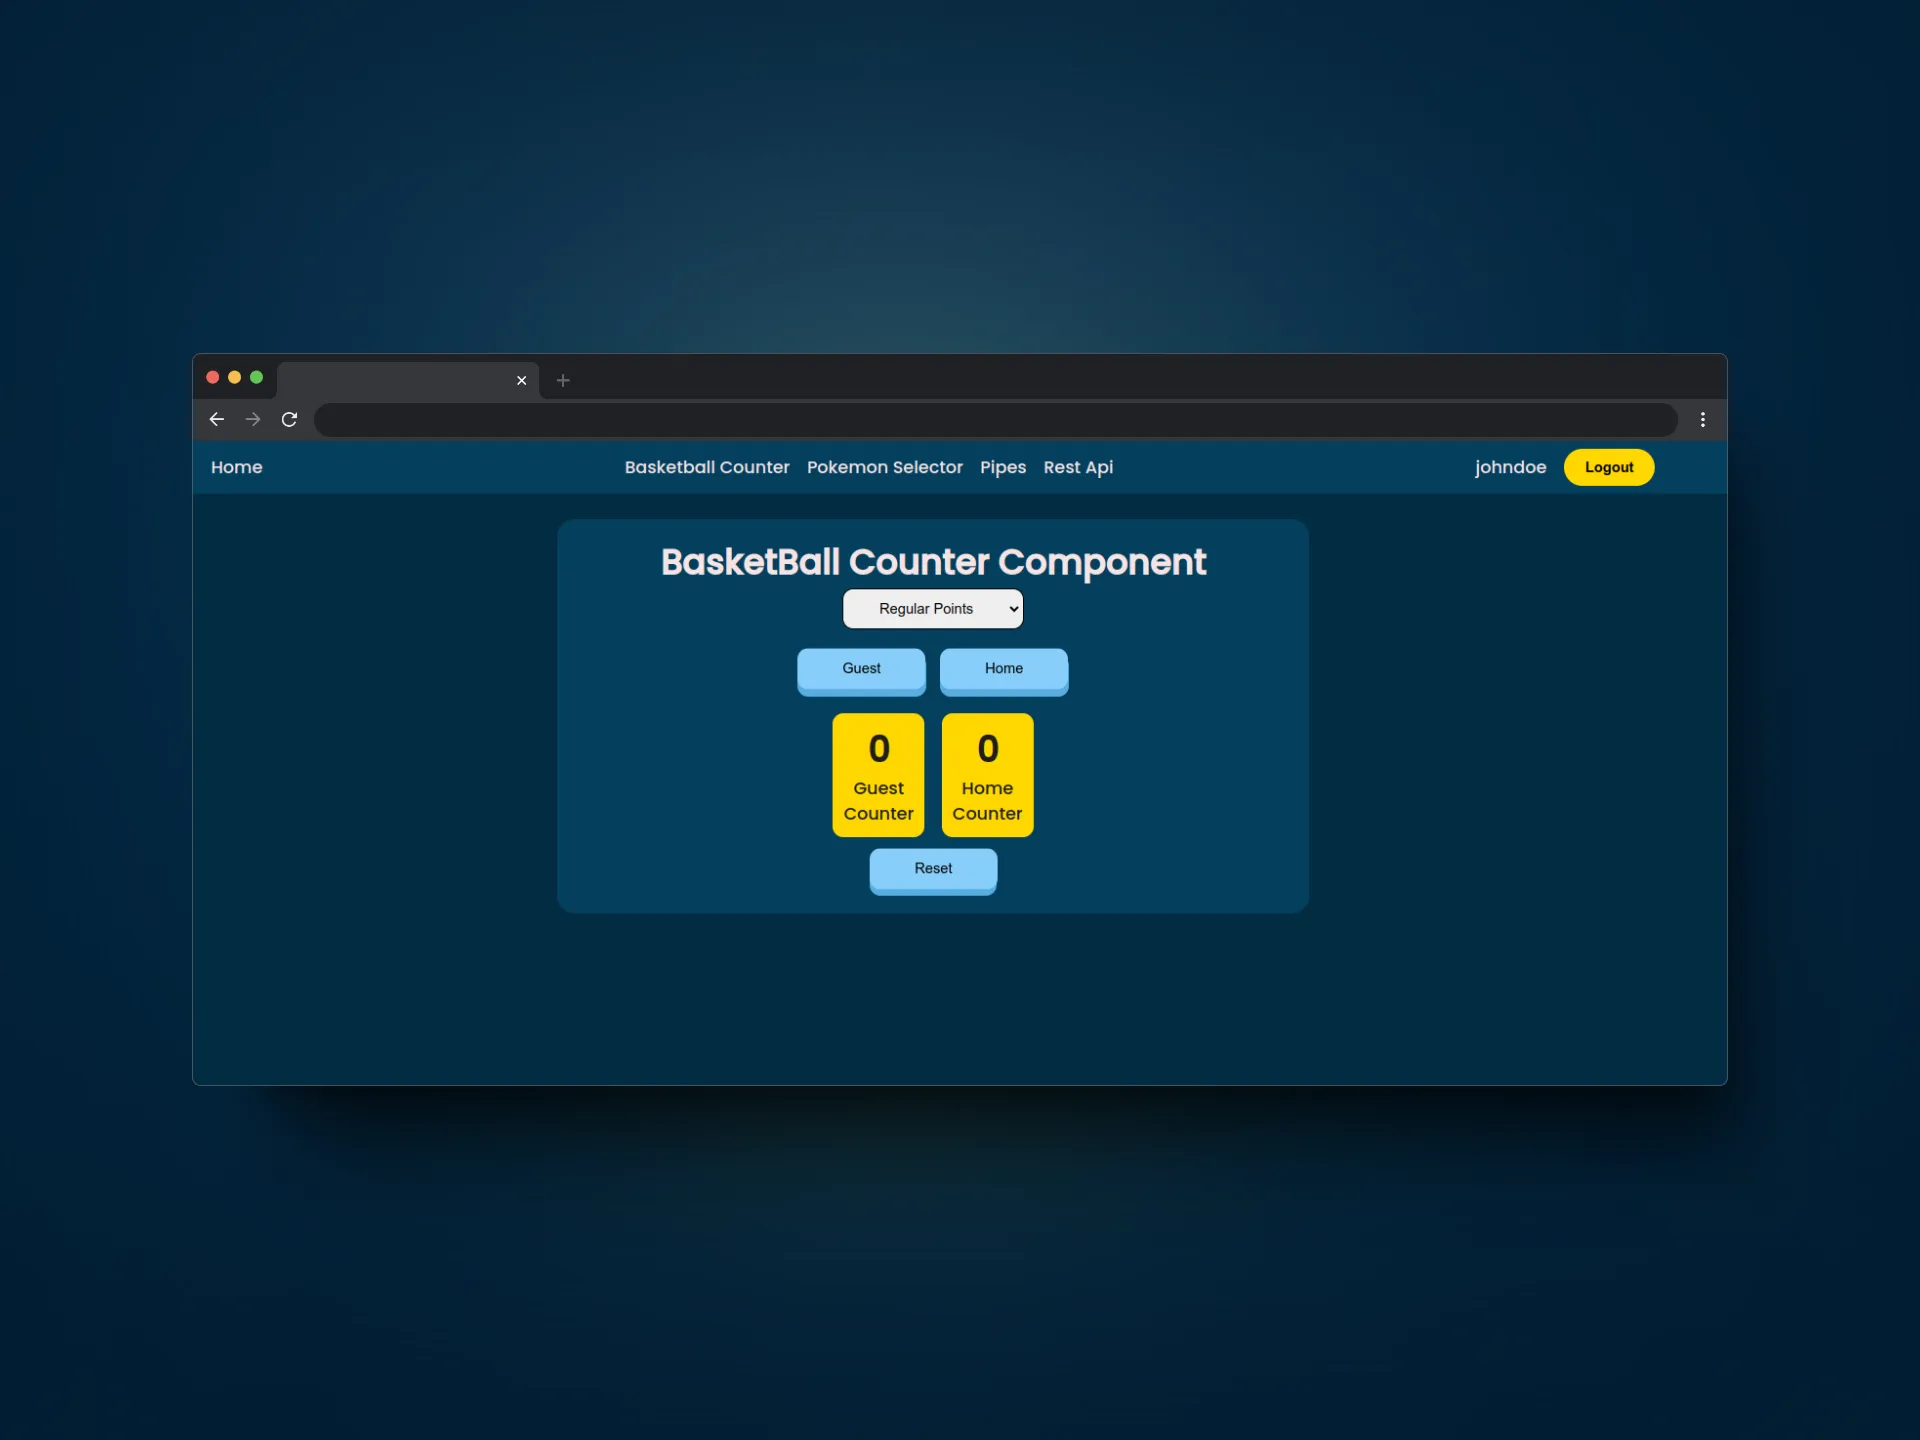 Home Basketball Counter Pokemon Selector Pipes Rest Api johndoe Logout
BasketBall Counter Component
Regular Points
Guest Home
0 0
Guest Home
Counter Counter
Reset